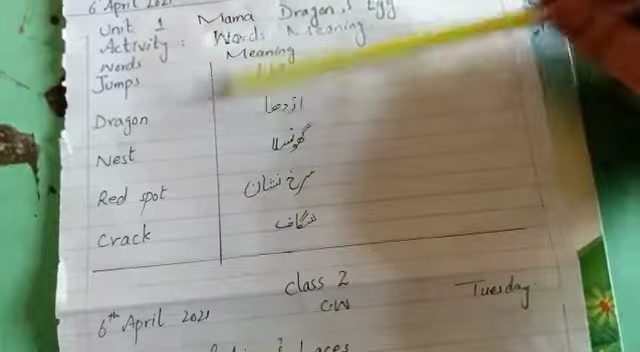 6 April 2021
Unit 1 Mama Dragon,s Egg
Activity: Words Meaning
Words Meaning
Jumps
Dragon اژدھا
Nest گھونسلا
Red spot سرخ نشان
Crack شگاف
Class 2
6th April 2021 CW Tuesday